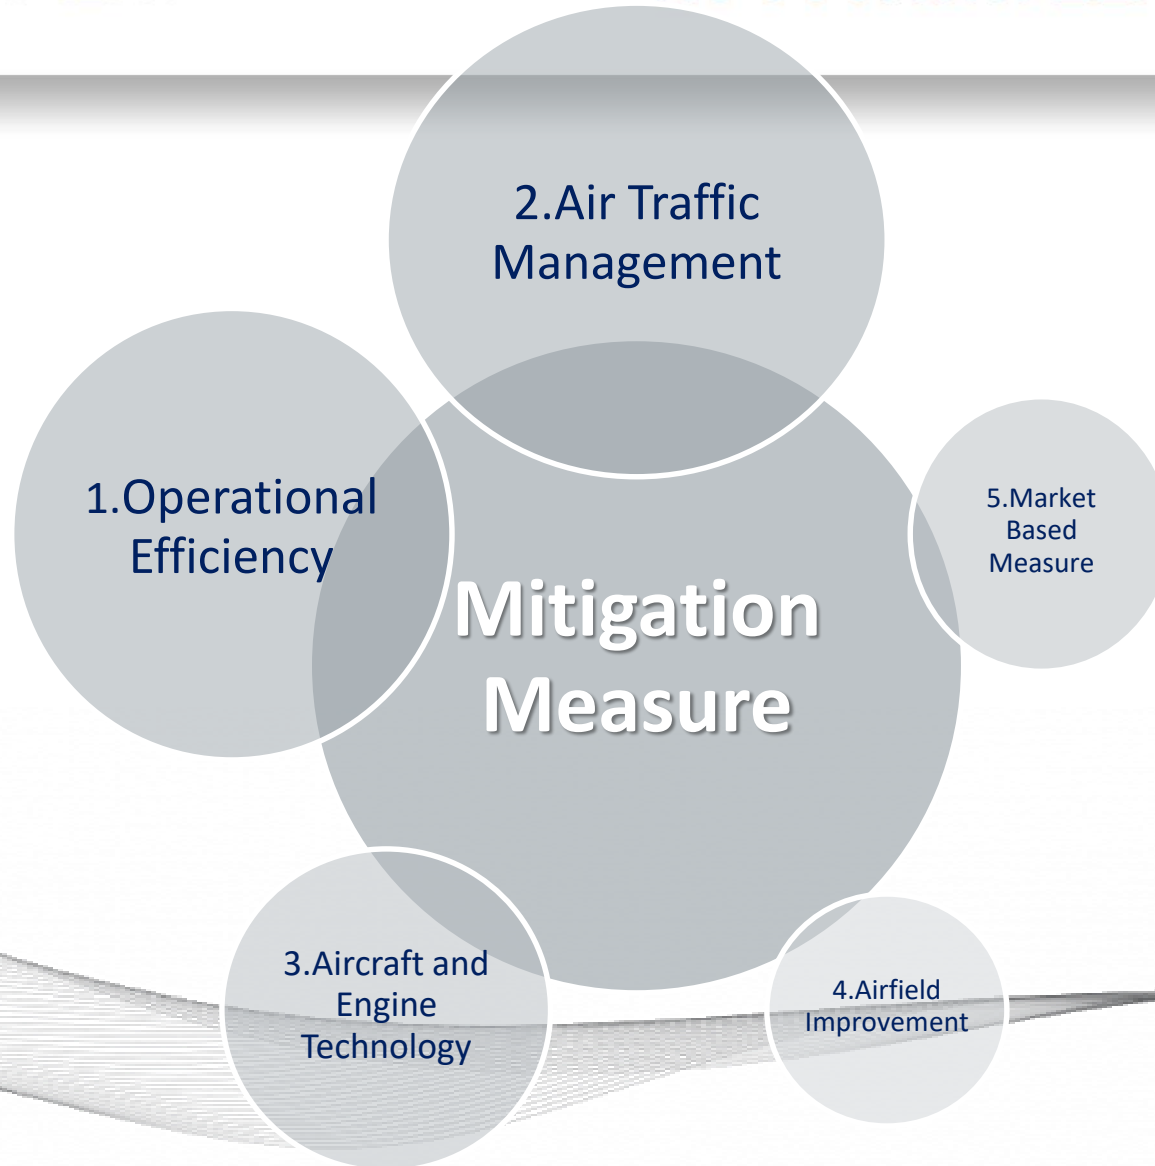 2.Air Traffic
Management
1.Operational
Efficiency
5.Market
Based
Measure
Mitigation
Measure
3.Aircraft and
Engine
Technology
4.Airfield
Improvement